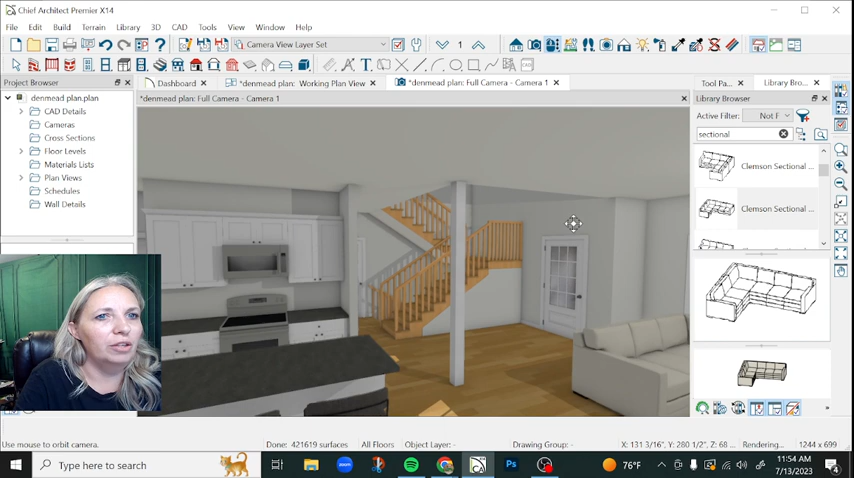 Chief Architect Premier X14
File
Edit
Build
Terrain
Library
3D
CAD
Tools
View
Window
Help
Camera View Layer Set
1
Project Browser
Dashboard
*denmead plan: Working Plan View
*denmead plan: Full Camera - Camera 1
Tool Pa...
Library Brow...
denmead plan.plan
CAD Details
Cameras
Cross Sections
Floor Levels
Materials Lists
Plan Views
Schedules
Wall Details
*denmead plan: Full Camera - Camera 1
Library Browser
Active Filter:
Not F
sectional
Clemson Sectional ...
Clemson Sectional ...
Use mouse to orbit camera.
Done: 421619 surfaces
All Floors
Object Layer: -
Drawing Group: -
X: 131 3/16", Y: 280 1/2", Z: 68 ...
Rendering...
1244 x 699
Type here to search
zoom
Ps
76°F
11:54 AM
7/13/2023
4